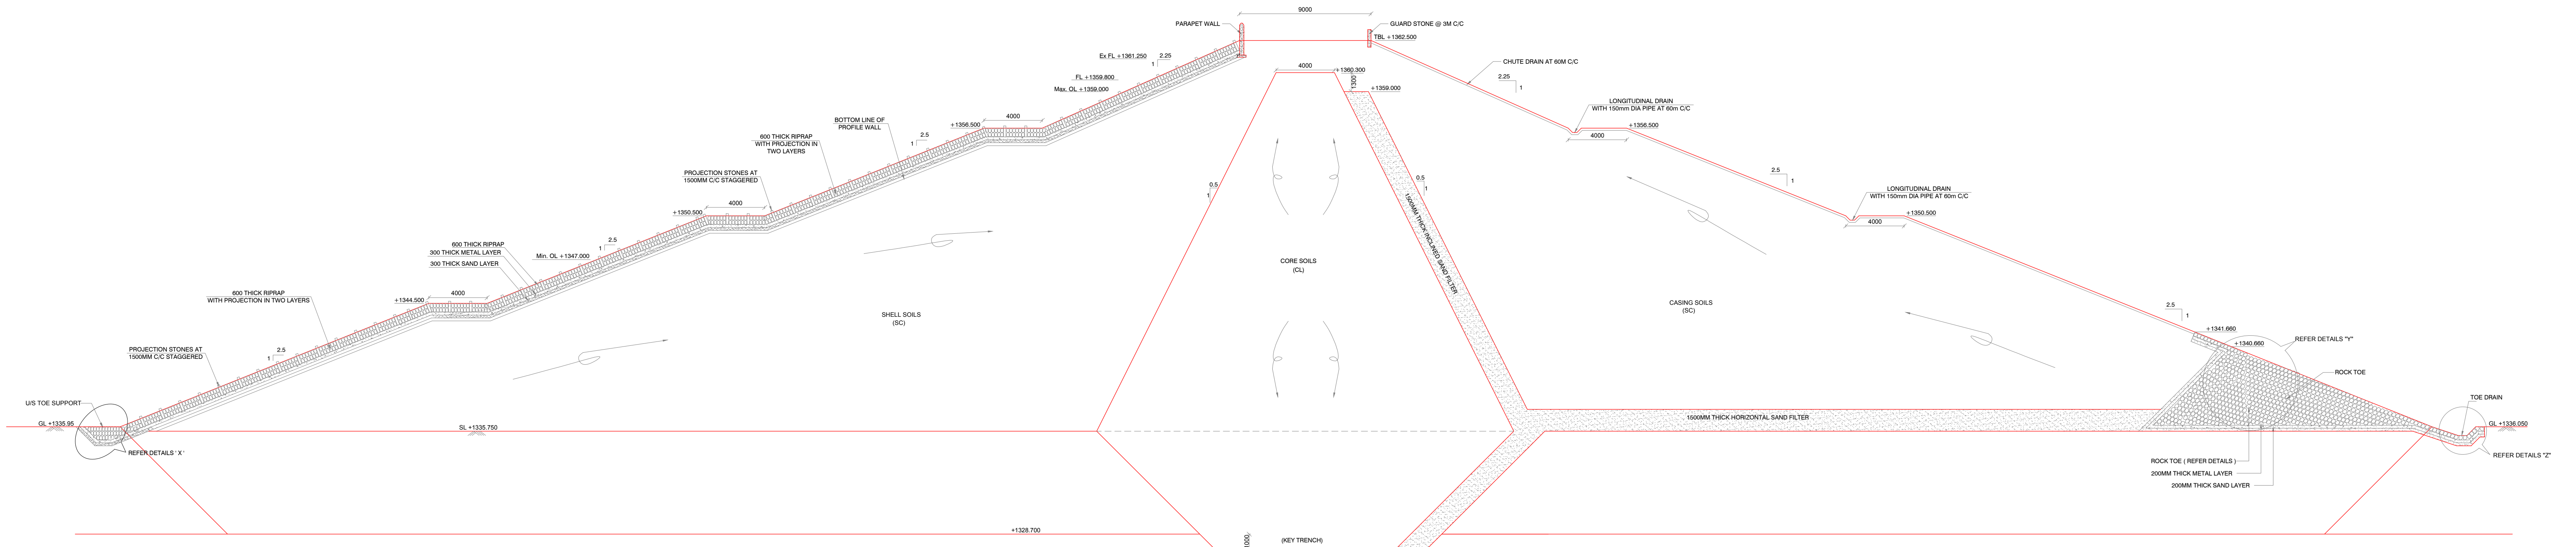 9000
PARAPET WALL
GUARD STONE @ 3M C/C
TBL +1362.500
Ex FL +1361.250
2.25
1
FL +1359.800
Max. OL +1359.000
4000
+1360.300
1300
+1359.000
CHUTE DRAIN AT 60M C/C
2.25
1
LONGITUDINAL DRAIN
WITH 150mm DIA PIPE AT 60m C/C
4000
+1356.500
+1356.500
4000
BOTTOM LINE OF
PROFILE WALL
2.5
1
600 THICK RIPRAP
WITH PROJECTION IN
TWO LAYERS
PROJECTION STONES AT
1500MM C/C STAGGERED
2.5
1
0.5
1
0.5
1
LONGITUDINAL DRAIN
WITH 150mm DIA PIPE AT 60m C/C
4000
+1350.500
+1350.500
4000
1500MM THICK INCLINED SAND FILTER
2.5
1
600 THICK RIPRAP
300 THICK METAL LAYER
300 THICK SAND LAYER
Min. OL +1347.000
CORE SOILS
(CL)
600 THICK RIPRAP
WITH PROJECTION IN TWO LAYERS
+1344.500
4000
SHELL SOILS
(SC)
CASING SOILS
(SC)
2.5
1
+1341.660
+1340.660
REFER DETAILS "Y"
ROCK TOE
PROJECTION STONES AT
1500MM C/C STAGGERED
2.5
1
U/S TOE SUPPORT
GL +1335.95
SL +1335.750
REFER DETAILS ' X '
1500MM THICK HORIZONTAL SAND FILTER
TOE DRAIN
GL +1336.050
REFER DETAILS "Z"
ROCK TOE ( REFER DETAILS )
200MM THICK METAL LAYER
200MM THICK SAND LAYER
+1328.700
1000
(KEY TRENCH)